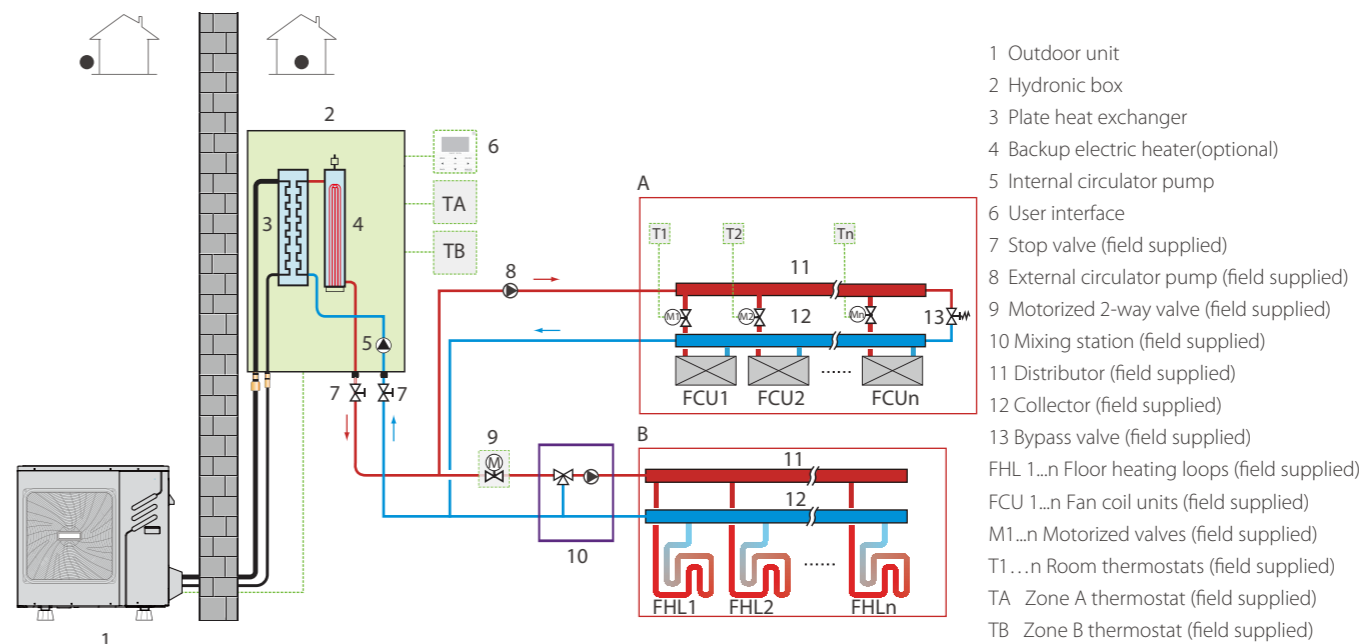 2
6
TA
TB
3
4
5
7
7
1
A
8
T1
T2
Tn
11
M1
M2
Mn
12
13
......
FCU1
FCU2
FCUn
B
9
M
10
11
12
......
FHL1
FHL2
FHLn
1 Outdoor unit
2 Hydronic box
3 Plate heat exchanger
4 Backup electric heater(optional)
5 Internal circulator pump
6 User interface
7 Stop valve (field supplied)
8 External circulator pump (field supplied)
9 Motorized 2-way valve (field supplied)
10 Mixing station (field supplied)
11 Distributor (field supplied)
12 Collector (field supplied)
13 Bypass valve (field supplied)
FHL 1...n Floor heating loops (field supplied)
FCU 1...n Fan coil units (field supplied)
M1...n Motorized valves (field supplied)
T1...n Room thermostats (field supplied)
TA Zone A thermostat (field supplied)
TB Zone B thermostat (field supplied)